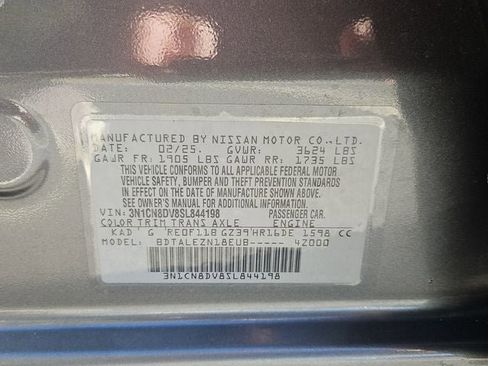 MANUFACTURED BY NISSAN MOTOR CO., LTD.
DATE: 02/25. GVWR: 3624 LBS
GAWR FR: 1905 LBS GAWR RR: 1735 LBS
THIS VEHICLE CONFORMS TO ALL APPLICABLE FEDERAL MOTOR
VEHICLE SAFETY, BUMPER AND THEFT PREVENTION STANDARDS IN
EFFECT ON THE DATE OF MANUFACTURE SHOWN ABOVE. SEE
OWNER'S MANUAL FOR ADDITIONAL INFORMATION.
VIN: 3N1CN8DV8SL844198 PASSENGER CAR.
COLOR TRIM TRANS AXLE ENGINE
KAD G RE0F11B GZ39 HR16DE 1598 CC
MODEL: BDTALEZN18EUB----- 4Z000
3N1CN8DV8SL844198